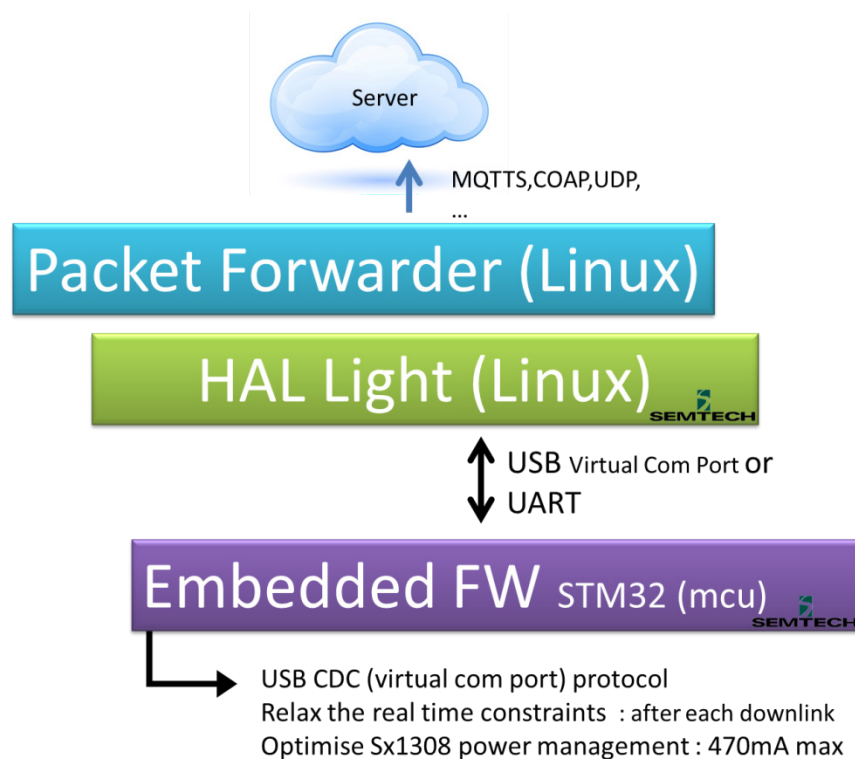 Server
MQTTS,COAP,UDP,
...
Packet Forwarder (Linux)
HAL Light (Linux)
SEMTECH
USB Virtual Com Port or
UART
Embedded FW STM32 (mcu)
SEMTECH
USB CDC (virtual com port) protocol
Relax the real time constraints : after each downlink
Optimise Sx1308 power management : 470mA max